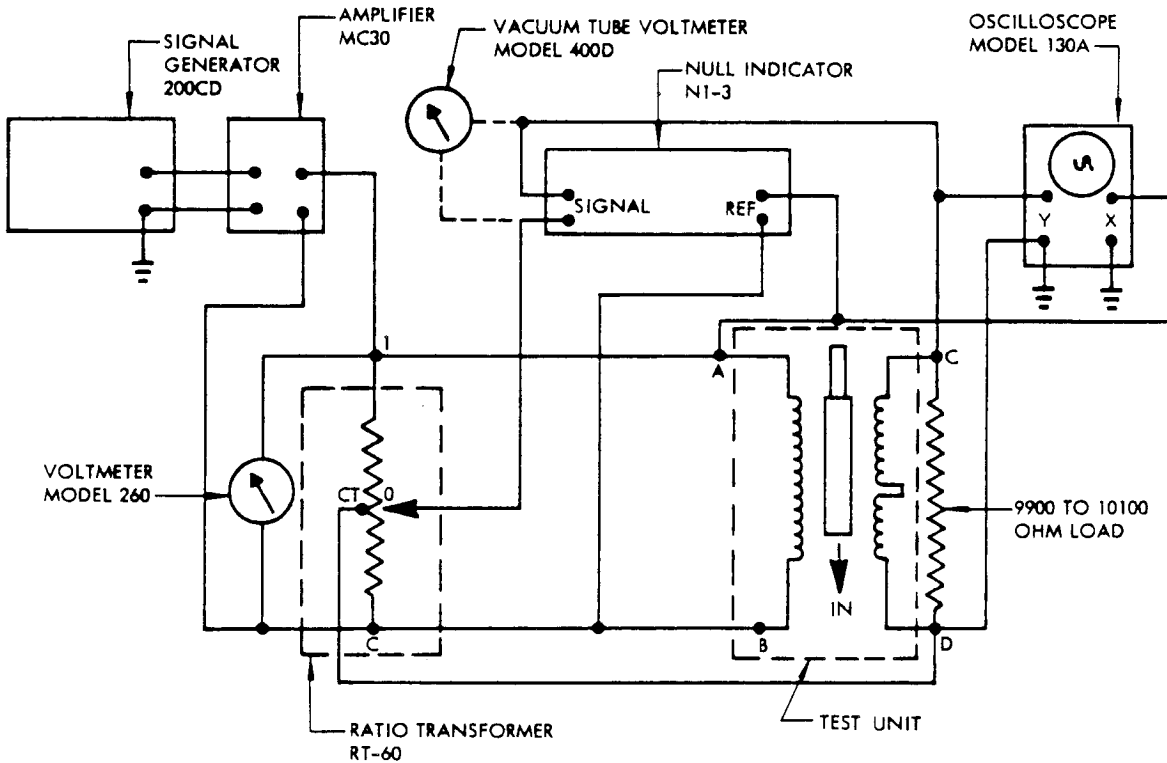 SIGNAL
GENERATOR
200CD
AMPLIFIER
MC30
VACUUM TUBE VOLTMETER
MODEL 400D
NULL INDICATOR
N1-3
OSCILLOSCOPE
MODEL 130A
SIGNAL
REF
Y
X
1
A
C
VOLTMETER
MODEL 260
CT
0
9900 TO 10100
OHM LOAD
IN
C
B
D
RATIO TRANSFORMER
RT-60
TEST UNIT